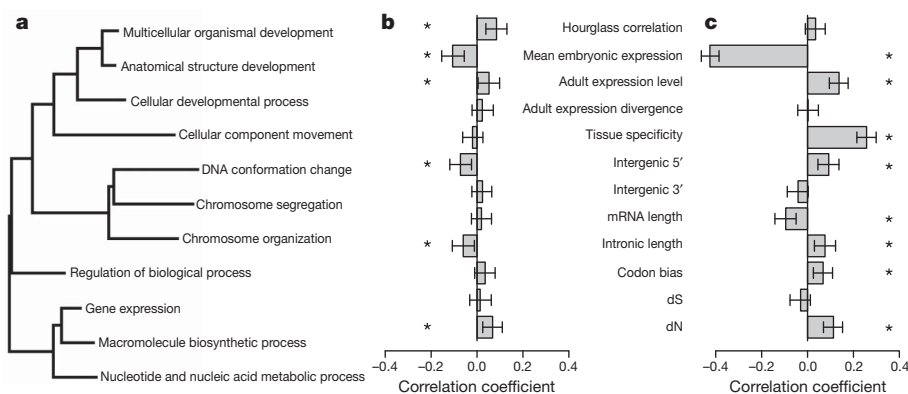 a
Multicellular organismal development
Anatomical structure development
Cellular developmental process
Cellular component movement
DNA conformation change
Chromosome segregation
Chromosome organization
Regulation of biological process
Gene expression
Macromolecule biosynthetic process
Nucleotide and nucleic acid metabolic process
b
*
*
*
*
*
*
−0.4 −0.2 0.0 0.2 0.4
Correlation coefficient
Hourglass correlation
Mean embryonic expression
Adult expression level
Adult expression divergence
Tissue specificity
Intergenic 5′
Intergenic 3′
mRNA length
Intronic length
Codon bias
dS
dN
c
*
*
*
*
*
*
*
*
−0.4 −0.2 0.0 0.2 0.4
Correlation coefficient